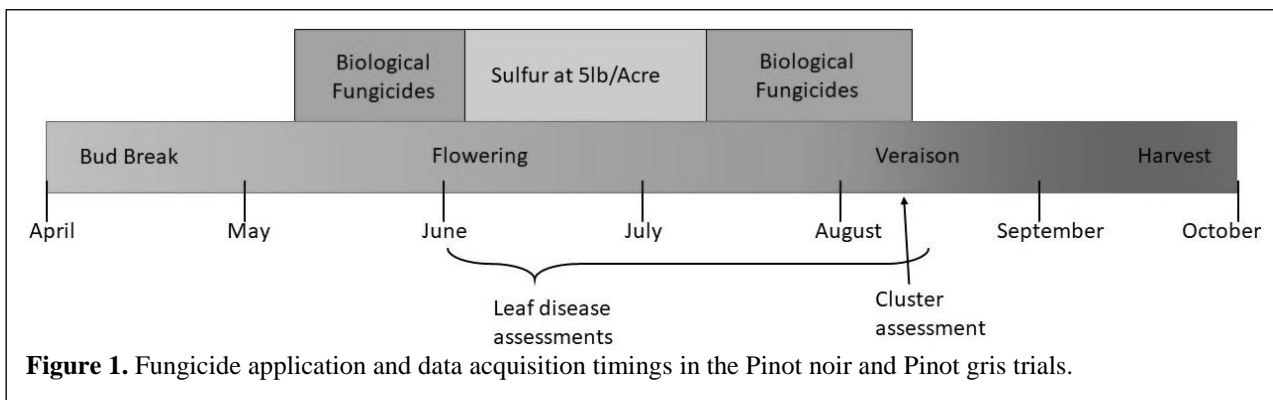 Biological
Fungicides
Sulfur at 5lb/Acre
Biological
Fungicides
Bud Break
Flowering
Veraison
Harvest
April
May
June
July
August
September
October
Leaf disease
assessments
Cluster
assessment
Figure 1. Fungicide application and data acquisition timings in the Pinot noir and Pinot gris trials.